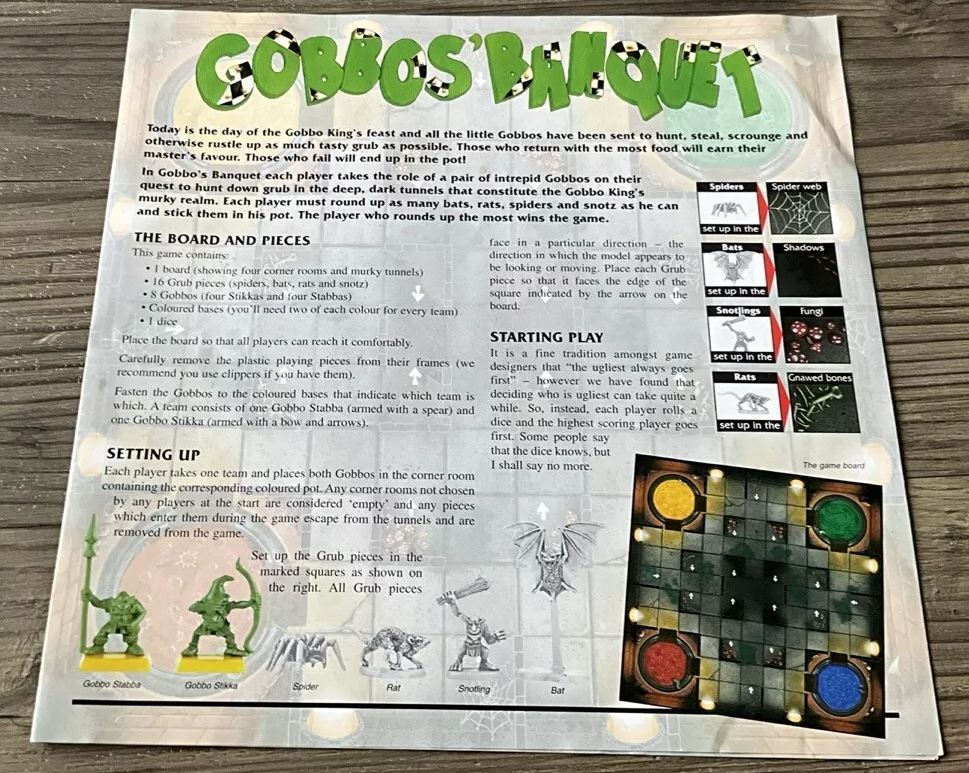 GOBBOS' BANQUET
Today is the day of the Gobbo King's feast and all the little Gobbos have been sent to hunt, steal, scrounge and
otherwise rustle up as much tasty grub as possible. Those who return with the most food will earn their
master's favour. Those who fail will end up in the pot!
In Gobbo's Banquet each player takes the role of a pair of intrepid Gobbos on their
quest to hunt down grub in the deep, dark tunnels that constitute the Gobbo King's
murky realm. Each player must round up as many bats, rats, spiders and snotz as he can
and stick them in his pot. The player who rounds up the most wins the game.
THE BOARD AND PIECES
This game contains:
• 1 board (showing four corner rooms and murky tunnels)
• 16 Grub pieces (spiders, bats, rats and snotz)
• 8 Gobbos (four Stikkas and four Stabbas)
• Coloured bases (you'll need two of each colour for every team)
• 1 dice
Place the board so that all players can reach it comfortably.
Carefully remove the plastic playing pieces from their frames (we
recommend you use clippers if you have them).
Fasten the Gobbos to the coloured bases that indicate which team is
which. A team consists of one Gobbo Stabba (armed with a spear) and
one Gobbo Stikka (armed with a bow and arrows).
SETTING UP
Each player takes one team and places both Gobbos in the corner room
containing the corresponding coloured pot. Any corner rooms not chosen
by any players at the start are considered 'empty' and any pieces
which enter them during the game escape from the tunnels and are
removed from the game.
Set up the Grub pieces in the
marked squares as shown on
the right. All Grub pieces
face in a particular direction – the
direction in which the model appears to
be looking or moving. Place each Grub
piece so that it faces the edge of the
square indicated by the arrow on the
board.
STARTING PLAY
It is a fine tradition amongst game
designers that "the ugliest always goes
first" – however we have found that
deciding who is ugliest can take quite a
while. So, instead, each player rolls a
dice and the highest scoring player goes
first. Some people say
that the dice knows, but
I shall say no more.
Spiders
Spider web
set up in the
Bats
Shadows
set up in the
Snotlings
Fungi
set up in the
Rats
Gnawed bones
set up in the
The game board
Gobbo Stabba
Gobbo Stikka
Spider
Rat
Snotling
Bat